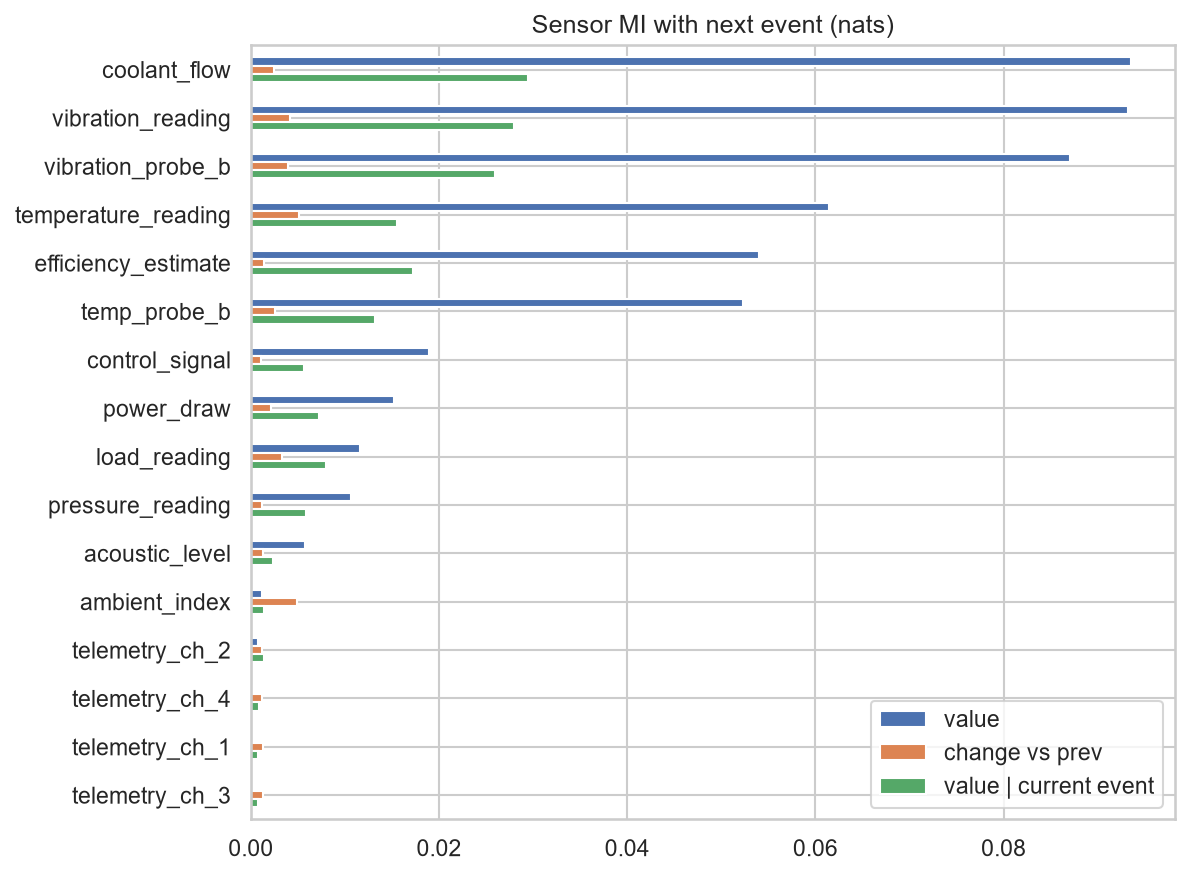 Sensor MI with next event (nats)
coolant_flow
vibration_reading
vibration_probe_b
temperature_reading
efficiency_estimate
temp_probe_b
control_signal
power_draw
load_reading
pressure_reading
acoustic_level
ambient_index
telemetry_ch_2
telemetry_ch_4
telemetry_ch_1
telemetry_ch_3
value
change vs prev
value | current event
0.00 0.02 0.04 0.06 0.08